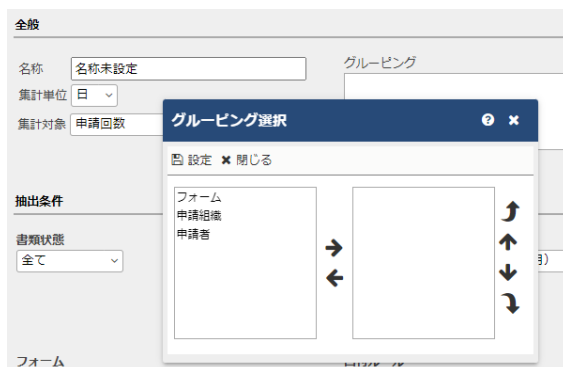 全般
名称 名称未設定
グルーピング
集計単位 日
集計対象 申請回数
グルーピング選択
設定 閉じる
フォーム
申請組織
申請者
抽出条件
書類状態
全て
月）
フォーム